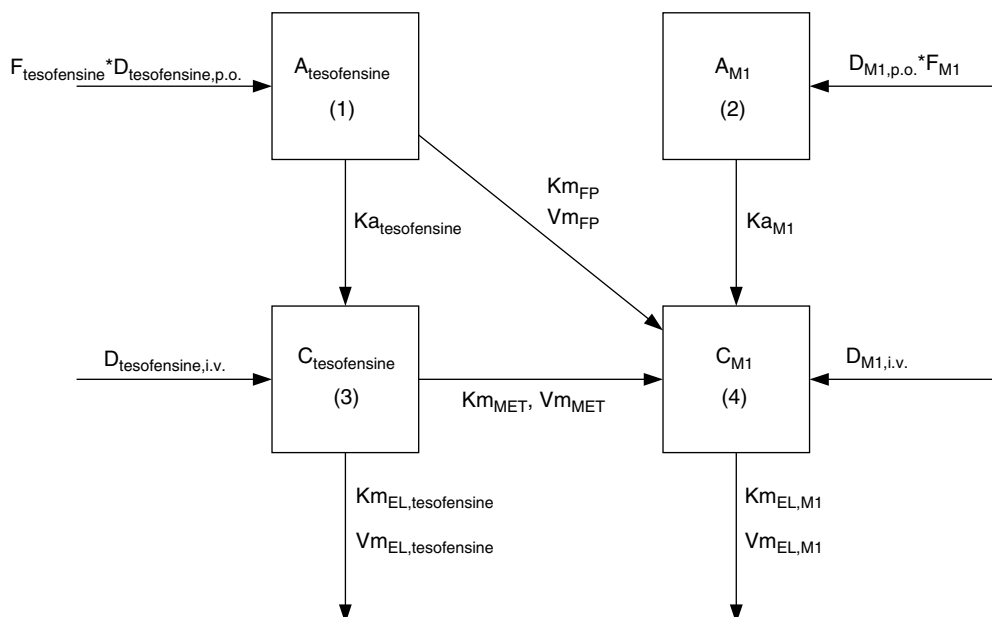 F_tesofensine*D_tesofensine,p.o.
A_tesofensine
(1)
A_M1
(2)
D_M1,p.o.*F_M1
Km_FP
Vm_FP
Ka_tesofensine
Ka_M1
D_tesofensine,i.v.
C_tesofensine
(3)
Km_MET, Vm_MET
C_M1
(4)
D_M1,i.v.
Km_EL,tesofensine
Vm_EL,tesofensine
Km_EL,M1
Vm_EL,M1